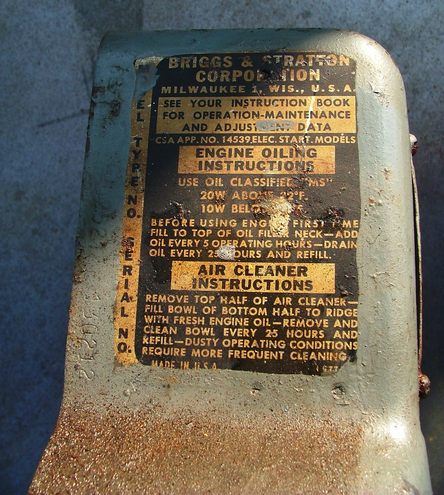 BRIGGS & STRATTON
CORPORATION
MILWAUKEE 1, WIS., U.S.A.
SEE YOUR INSTRUCTION BOOK
FOR OPERATION-MAINTENANCE
AND ADJUSTMENT DATA
CSA APP. NO. 14539, ELEC. START. MODELS
ENGINE OILING
INSTRUCTIONS
USE OIL CLASSIFIED "MS"
20W ABOVE 32°F.
10W BELOW
BEFORE USING ENGINE FIRST TIME
FILL TO TOP OF OIL FILLER NECK—ADD
OIL EVERY 5 OPERATING HOURS—DRAIN
OIL EVERY 25 HOURS AND REFILL.
AIR CLEANER
INSTRUCTIONS
REMOVE TOP HALF OF AIR CLEANER—
FILL BOWL OF BOTTOM HALF TO RIDGE
WITH FRESH ENGINE OIL—REMOVE AND
CLEAN BOWL EVERY 25 HOURS AND
REFILL—DUSTY OPERATING CONDITIONS
REQUIRE MORE FREQUENT CLEANING.
MADE IN U.S.A.
MODEL TYPE NO. SERIAL NO.